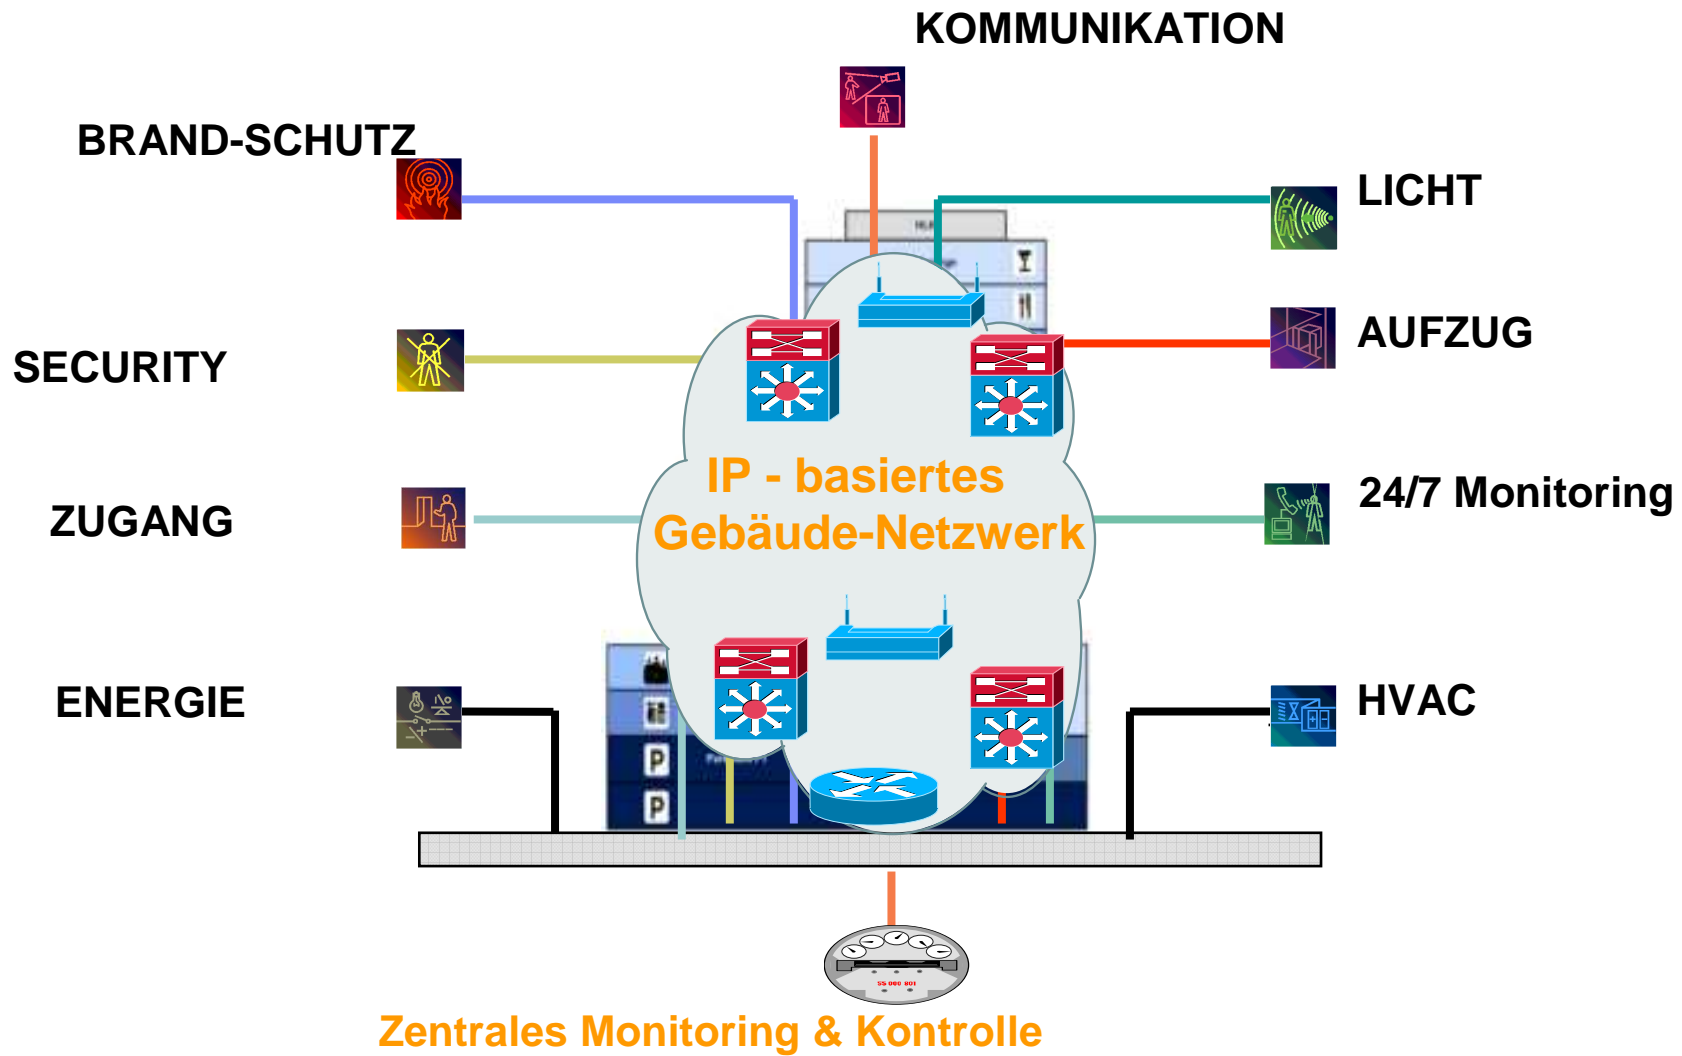 KOMMUNIKATION
BRAND-SCHUTZ
LICHT
AUFZUG
SECURITY
IP - basiertes
Gebäude-Netzwerk
24/7 Monitoring
ZUGANG
ENERGIE
HVAC
P
P
Zentrales Monitoring & Kontrolle